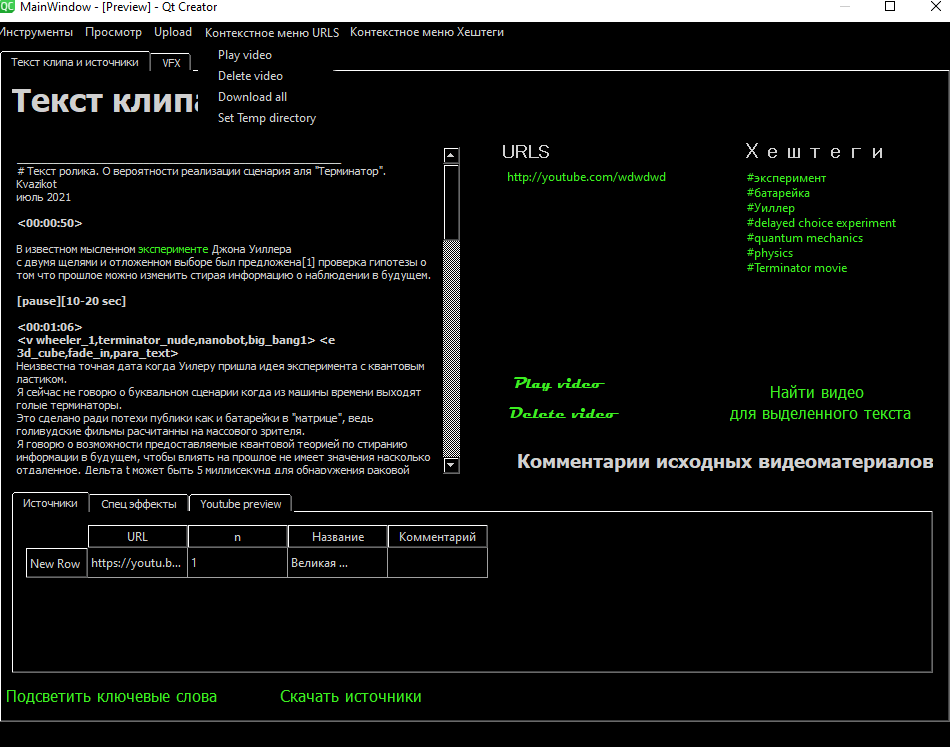 MainWindow - [Preview] - Qt Creator
Инструменты Просмотр Upload Контекстное меню URLS Контекстное меню Хештеги
Play video
Delete video
Download all
Set Temp directory
Текст клипа и источники VFX
Текст клипа
# Текст ролика. О вероятности реализации сценария аля "Терминатор".
Kvazikot
июль 2021
<00:00:50>
В известном мысленном эксперименте Джона Уиллера
с двумя щелями и отложенном выборе был предложена[1] проверка гипотезы о
том что прошлое можно изменить стирая информацию о наблюдении в будущем.
[pause][10-20 sec]
<00:01:06>
<v wheeler_1,terminator_nude,nanobot,big_bang1> <e
3d_cube,fade_in,para_text>
Неизвестна точная дата когда Уилеру пришла идея эксперимента с квантовым
ластиком.
Я сейчас не говорю о буквальном сценарии когда из машины времени выходят
голые терминаторы.
Это сделано ради потехи публики как и батарейки в "матрице", ведь
голивудские фильмы расчитанны на массового зрителя.
Я говорю о возможности предоставляемые квантовой теорией по стиранию
информации в будущем, чтобы влиять на прошлое не имеет значения насколько
отдаленное. Дельта t может быть 5 миллисекунд для обнаружения раковой
URLS
http://youtube.com/wdwdwd
Хештеги
#эксперимент
#батарейка
#Уиллер
#delayed choice experiment
#quantum mechanics
#physics
#Terminator movie
Play video
Delete video
Найти видео
для выделенного текста
Комментарии исходных видеоматериалов
Источники Спец эффекты Youtube preview
URL n Название Комментарий
New Row https://youtu.b... 1 Великая ...
Подсветить ключевые слова Скачать источники